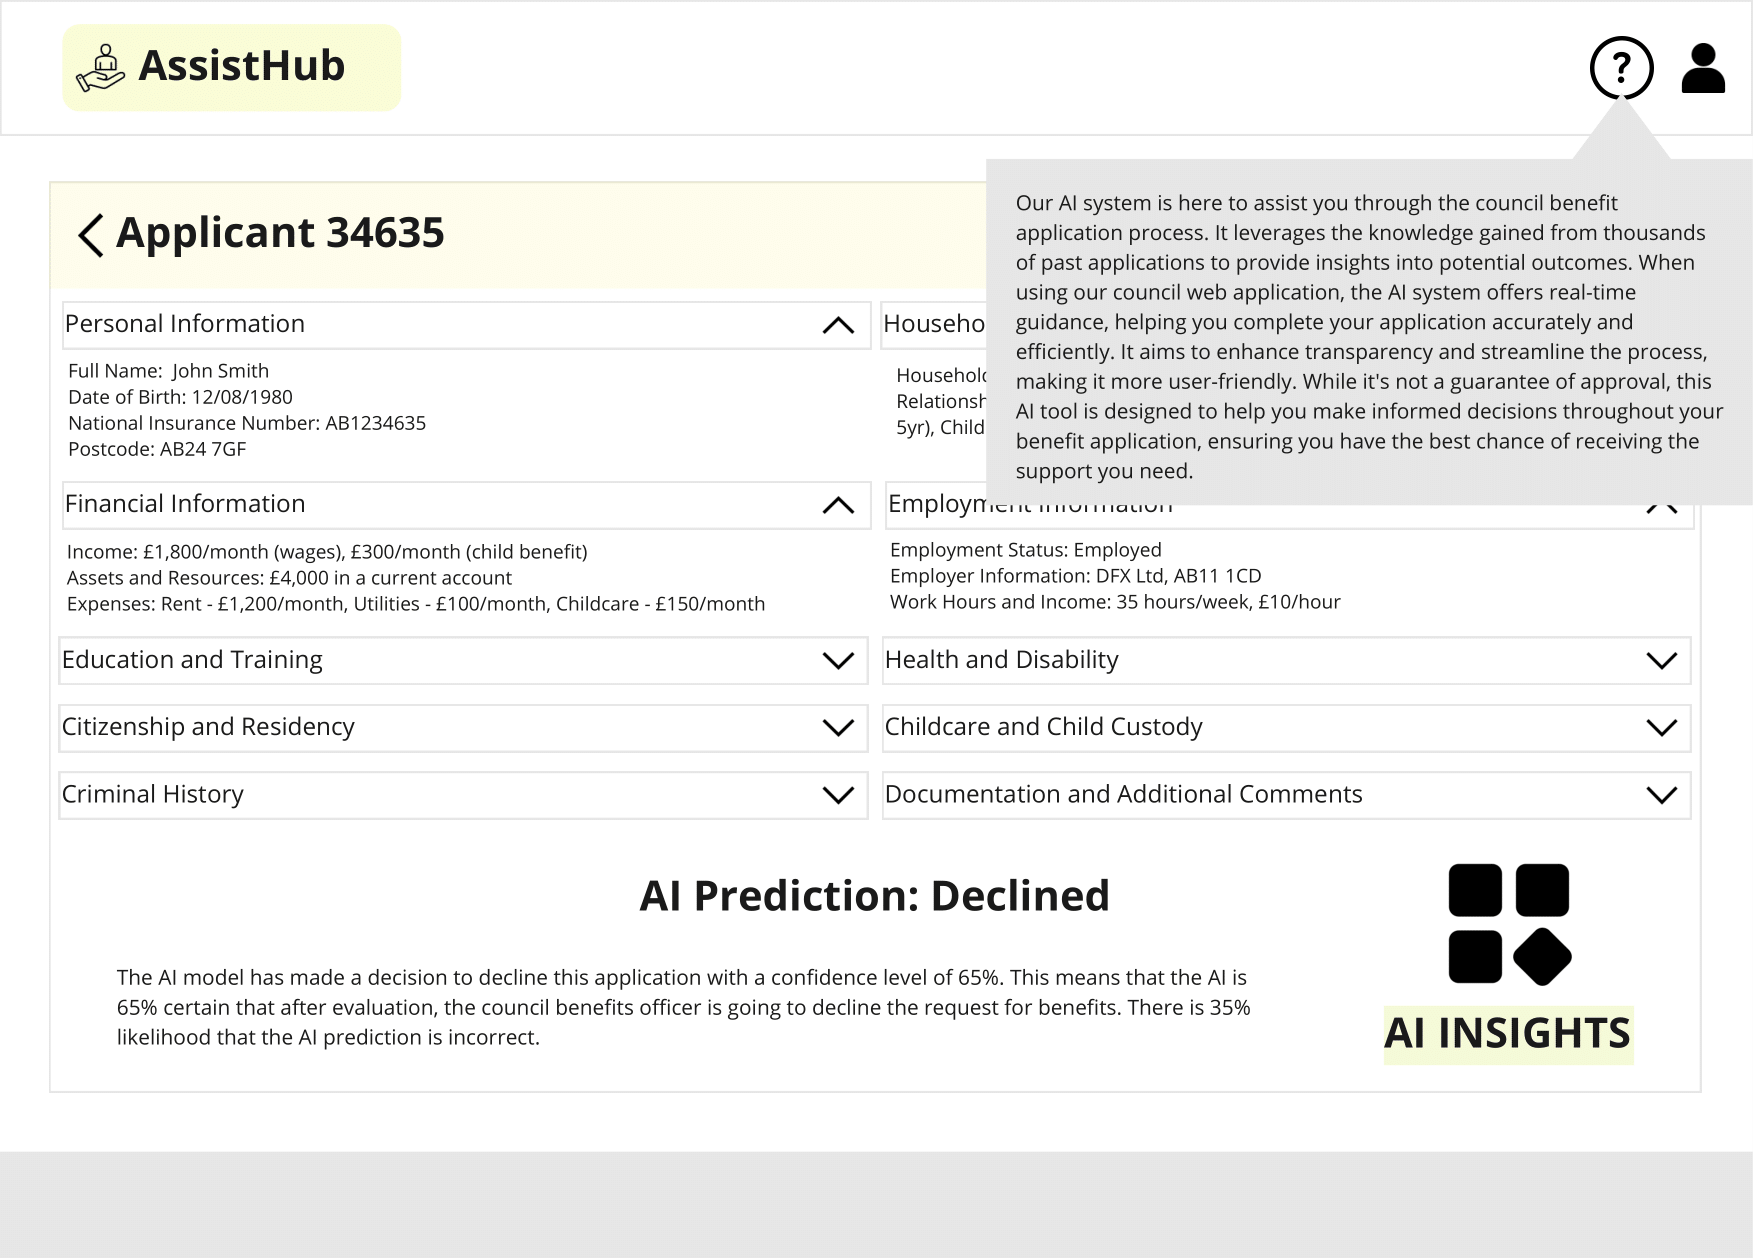 AssistHub
?
Our AI system is here to assist you through the council benefit
application process. It leverages the knowledge gained from thousands
of past applications to provide insights into potential outcomes. When
using our council web application, the AI system offers real-time
guidance, helping you complete your application accurately and
efficiently. It aims to enhance transparency and streamline the process,
making it more user-friendly. While it's not a guarantee of approval, this
AI tool is designed to help you make informed decisions throughout your
benefit application, ensuring you have the best chance of receiving the
support you need.
Applicant 34635
Personal Information
Full Name: John Smith
Date of Birth: 12/08/1980
National Insurance Number: AB1234635
Postcode: AB24 7GF
5yr), Child
Financial Information
Income: £1,800/month (wages), £300/month (child benefit)
Assets and Resources: £4,000 in a current account
Expenses: Rent - £1,200/month, Utilities - £100/month, Childcare - £150/month
Employment Information
Employment Status: Employed
Employer Information: DFX Ltd, AB11 1CD
Work Hours and Income: 35 hours/week, £10/hour
Education and Training
Health and Disability
Citizenship and Residency
Childcare and Child Custody
Criminal History
Documentation and Additional Comments
AI Prediction: Declined
The AI model has made a decision to decline this application with a confidence level of 65%. This means that the AI is
65% certain that after evaluation, the council benefits officer is going to decline the request for benefits. There is 35%
likelihood that the AI prediction is incorrect.
AI INSIGHTS